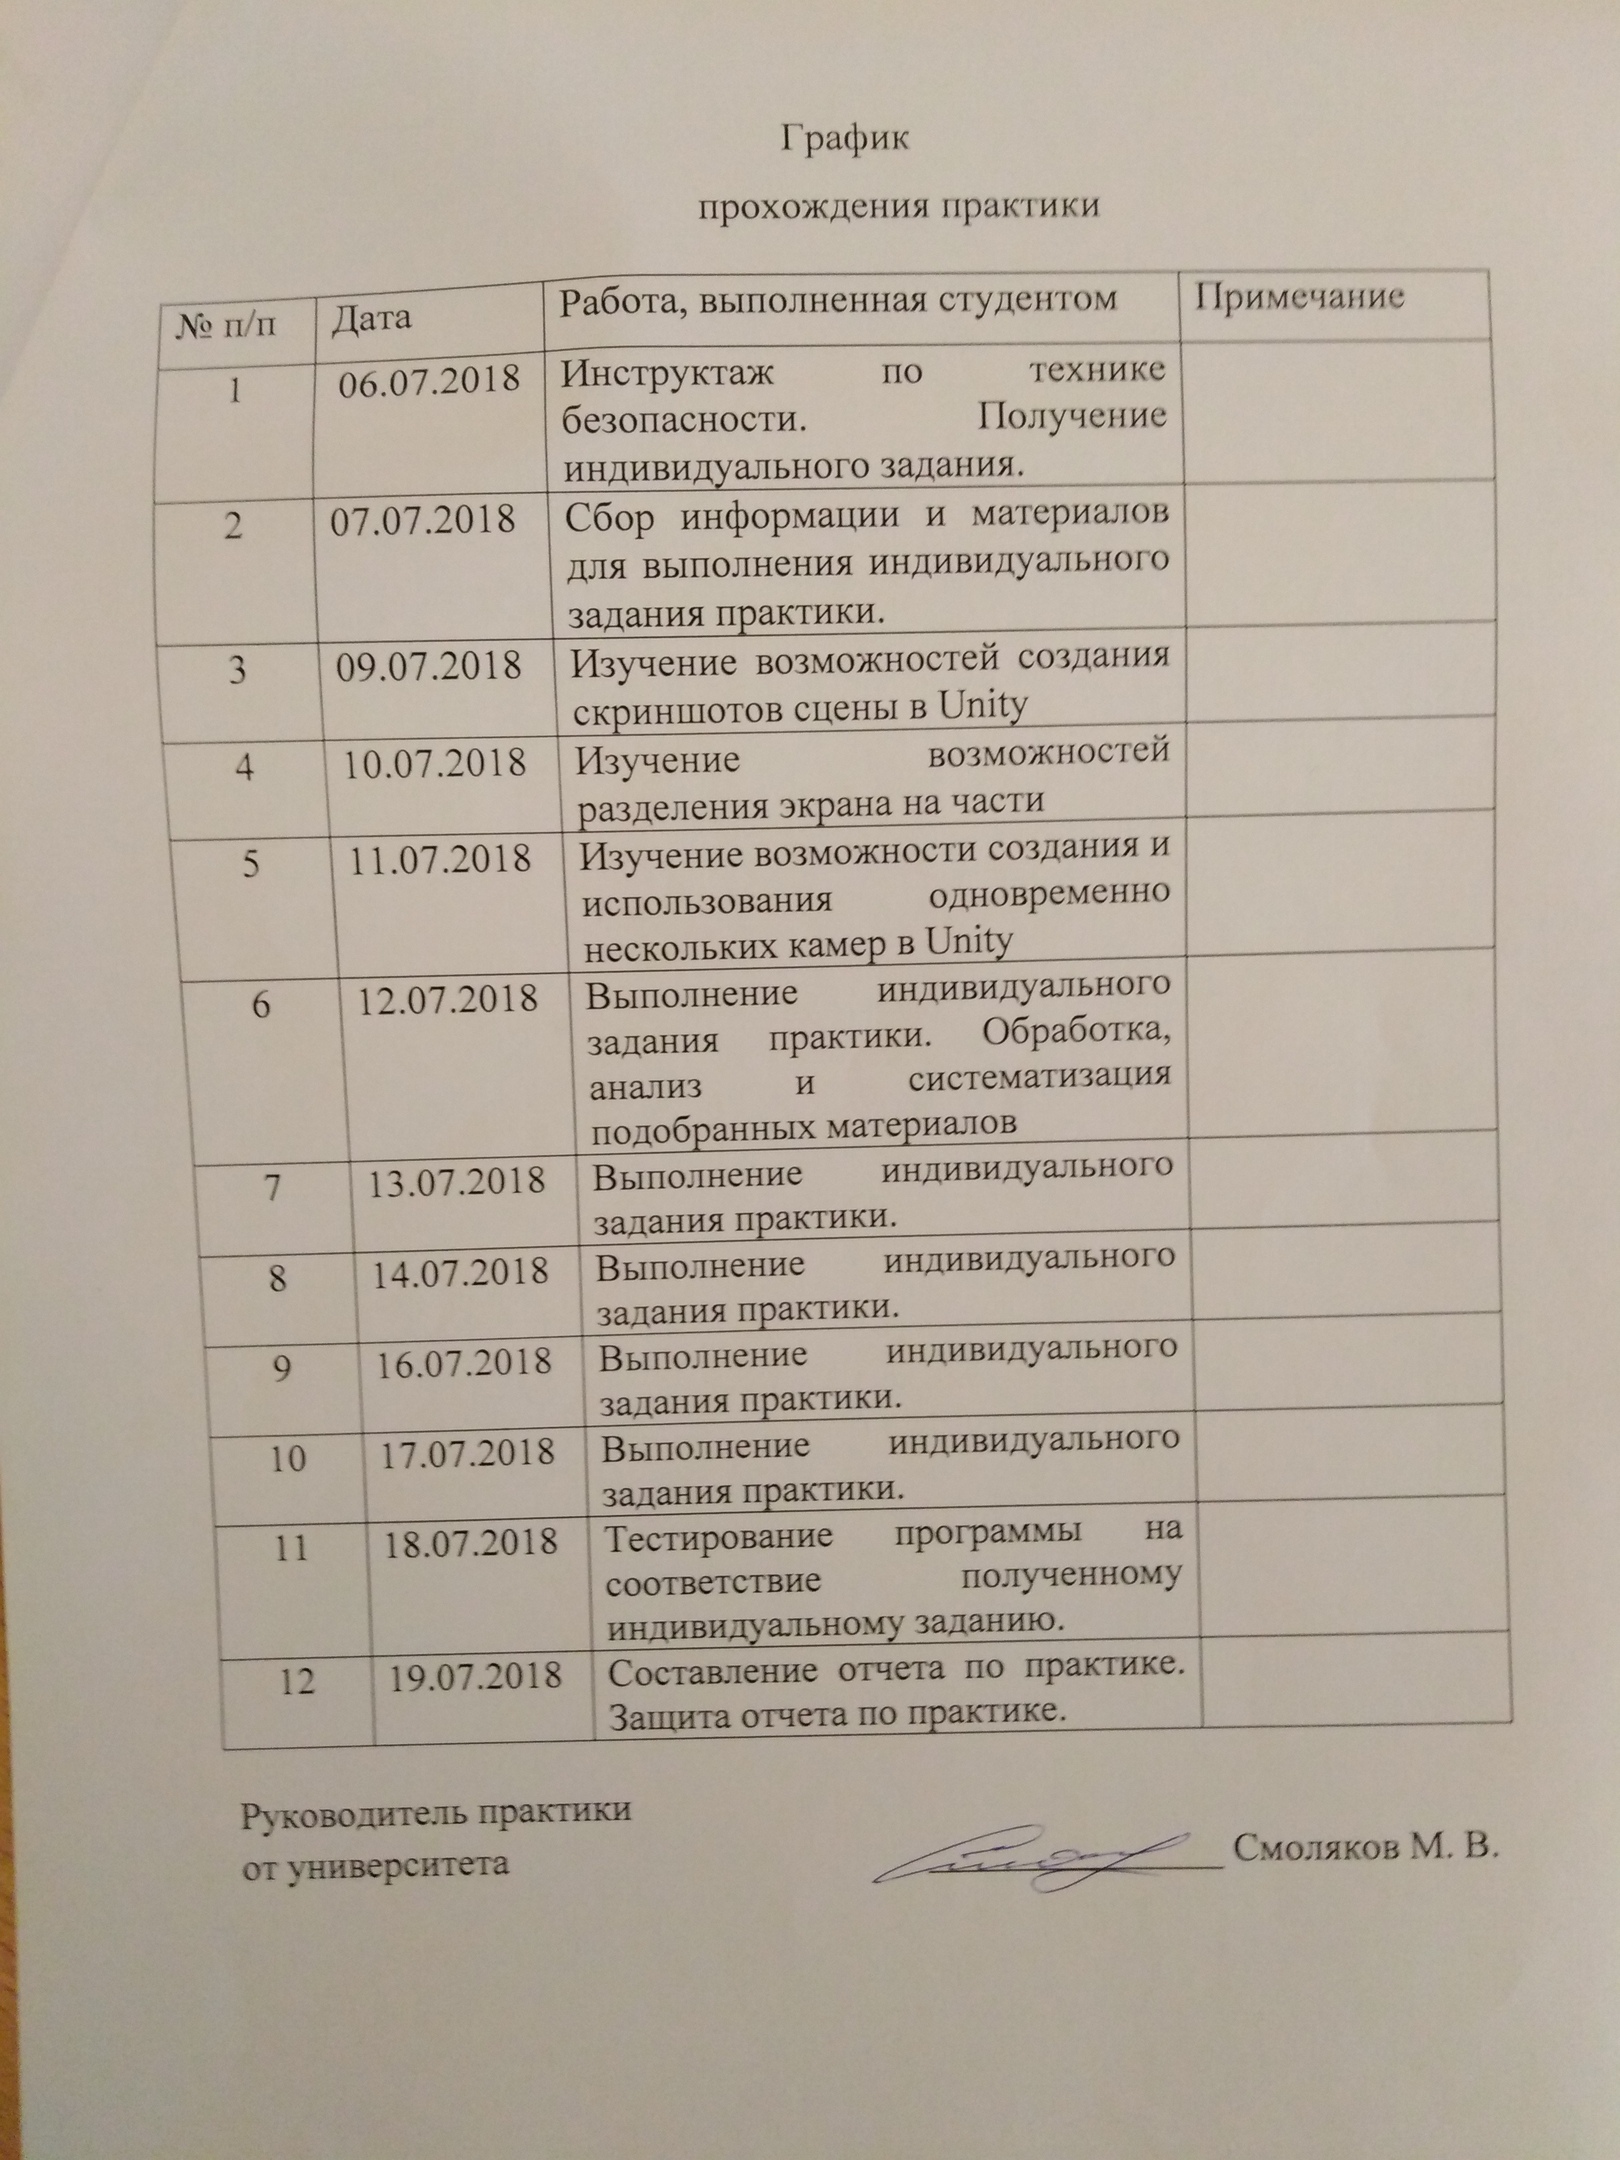 График
прохождения практики
№ п/п Дата Работа, выполненная студентом Примечание
1 06.07.2018 Инструктаж по технике
безопасности. Получение
индивидуального задания.
2 07.07.2018 Сбор информации и материалов
для выполнения индивидуального
задания практики.
3 09.07.2018 Изучение возможностей создания
скриншотов сцены в Unity
4 10.07.2018 Изучение возможностей
разделения экрана на части
5 11.07.2018 Изучение возможности создания и
использования одновременно
нескольких камер в Unity
6 12.07.2018 Выполнение индивидуального
задания практики. Обработка,
анализ и систематизация
подобранных материалов
7 13.07.2018 Выполнение индивидуального
задания практики.
8 14.07.2018 Выполнение индивидуального
задания практики.
9 16.07.2018 Выполнение индивидуального
задания практики.
10 17.07.2018 Выполнение индивидуального
задания практики.
11 18.07.2018 Тестирование программы на
соответствие полученному
индивидуальному заданию.
12 19.07.2018 Составление отчета по практике.
Защита отчета по практике.
Руководитель практики
от университета
Смоляков М. В.